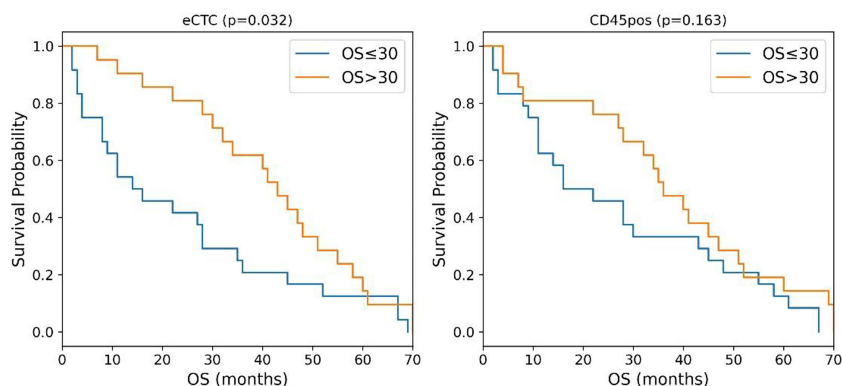 eCTC (p=0.032)
1.0
0.8
0.6
0.4
0.2
0.0
Survival Probability
OS≤30
OS>30
0 10 20 30 40 50 60 70
OS (months)
CD45pos (p=0.163)
1.0
0.8
0.6
0.4
0.2
0.0
Survival Probability
OS≤30
OS>30
0 10 20 30 40 50 60 70
OS (months)